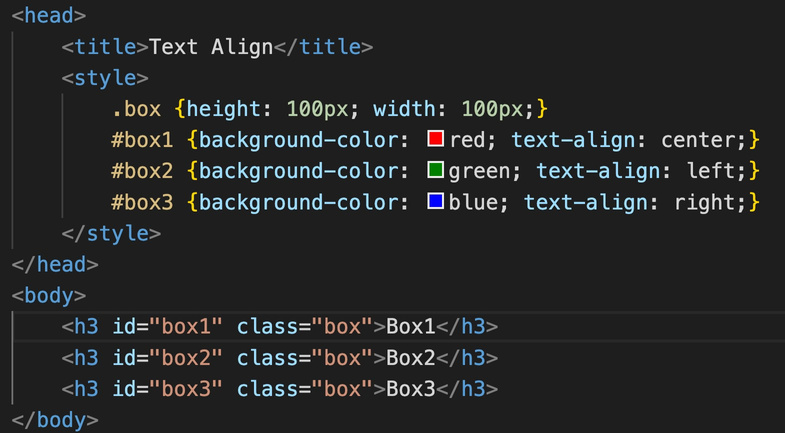 <head>
<title>Text Align</title>
<style>
.box {height: 100px; width: 100px;}
#box1 {background-color: red; text-align: center;}
#box2 {background-color: green; text-align: left;}
#box3 {background-color: blue; text-align: right;}
</style>
</head>
<body>
<h3 id="box1" class="box">Box1</h3>
<h3 id="box2" class="box">Box2</h3>
<h3 id="box3" class="box">Box3</h3>
</body>